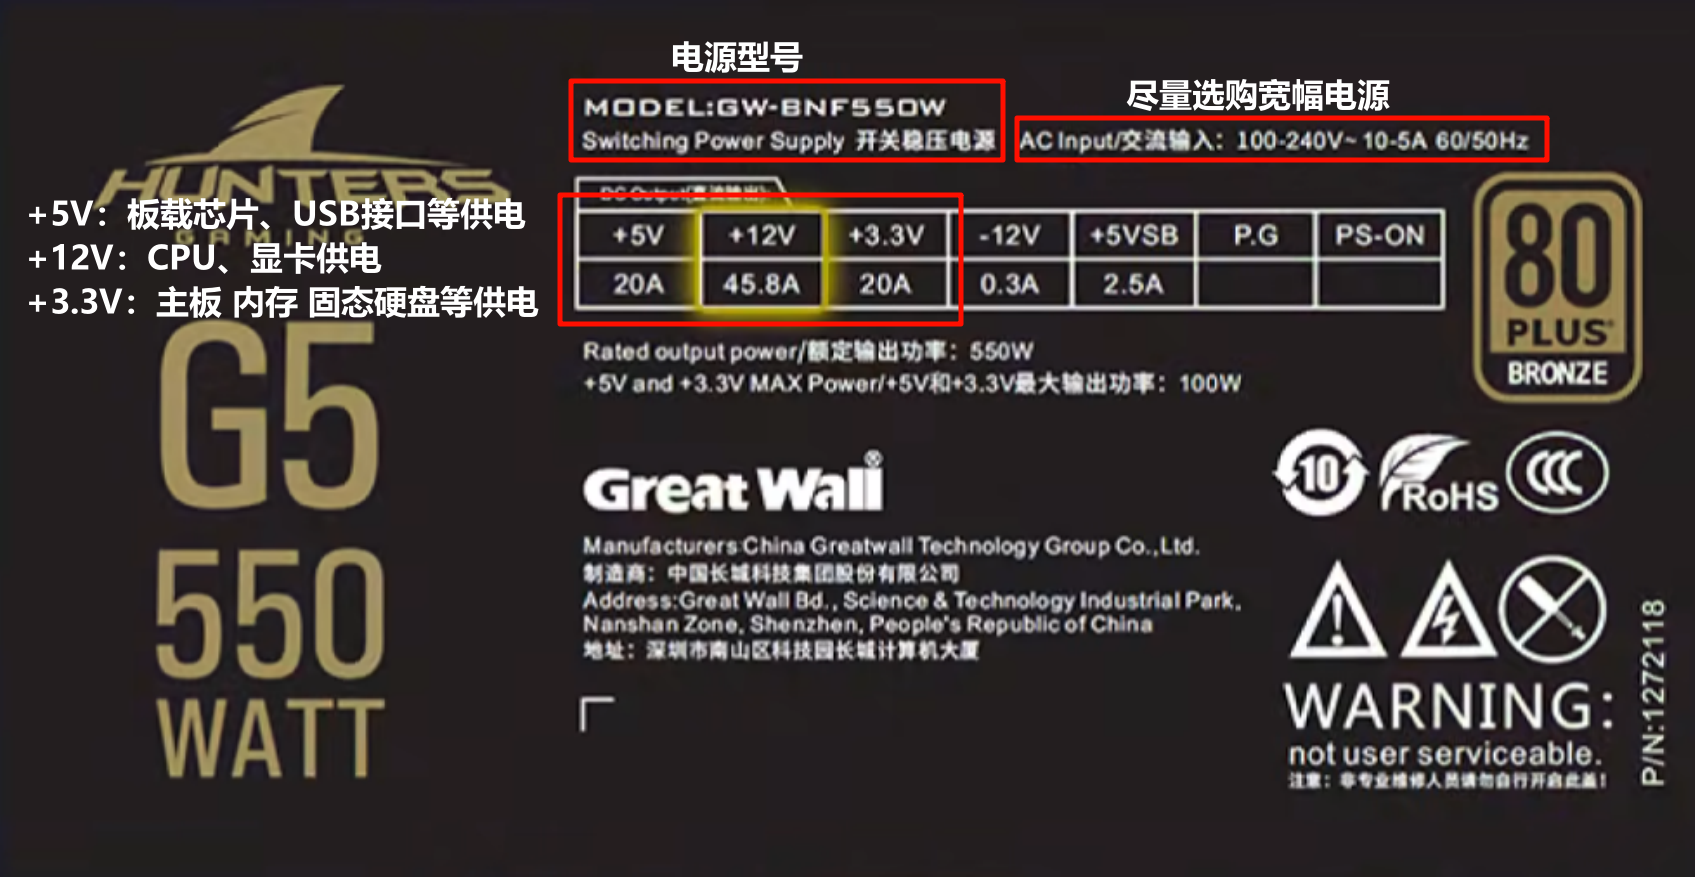 电源型号
MODEL:GW-BNF550W
Switching Power Supply 开关稳压电源
尽量选购宽幅电源
AC Input/交流输入：100-240V~ 10-5A 60/50Hz
HUNTERS
GAMING
+5V：板载芯片、USB接口等供电
+12V：CPU、显卡供电
+3.3V：主板 内存 固态硬盘等供电
G5
550
WATT
DC Output(直流输出):
+5V +12V +3.3V -12V +5VSB P.G PS-ON
20A 45.8A 20A 0.3A 2.5A
Rated output power/额定输出功率：550W
+5V and +3.3V MAX Power/+5V和+3.3V最大输出功率：100W
80
PLUS
BRONZE
Great Wall®
Manufacturers:China Greatwall Technology Group Co.,Ltd.
制造商：中国长城科技集团股份有限公司
Address:Great Wall Bd., Science & Technology Industrial Park,
Nanshan Zone, Shenzhen, People's Republic of China
地址：深圳市南山区科技园长城计算机大厦
10
RoHS
CCC
WARNING:
not user serviceable.
注意：非专业维修人员请勿自行开启此盖！
P/N:1272118